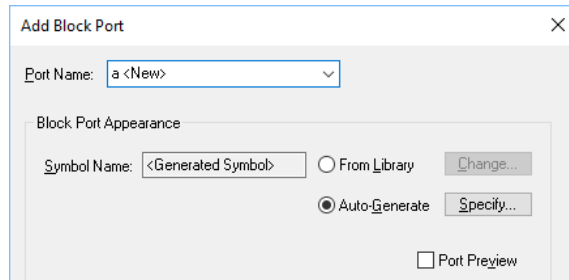 Add Block Port
Port Name: a <New>
Block Port Appearance
Symbol Name: <Generated Symbol> From Library Change...
Auto-Generate Specify...
Port Preview